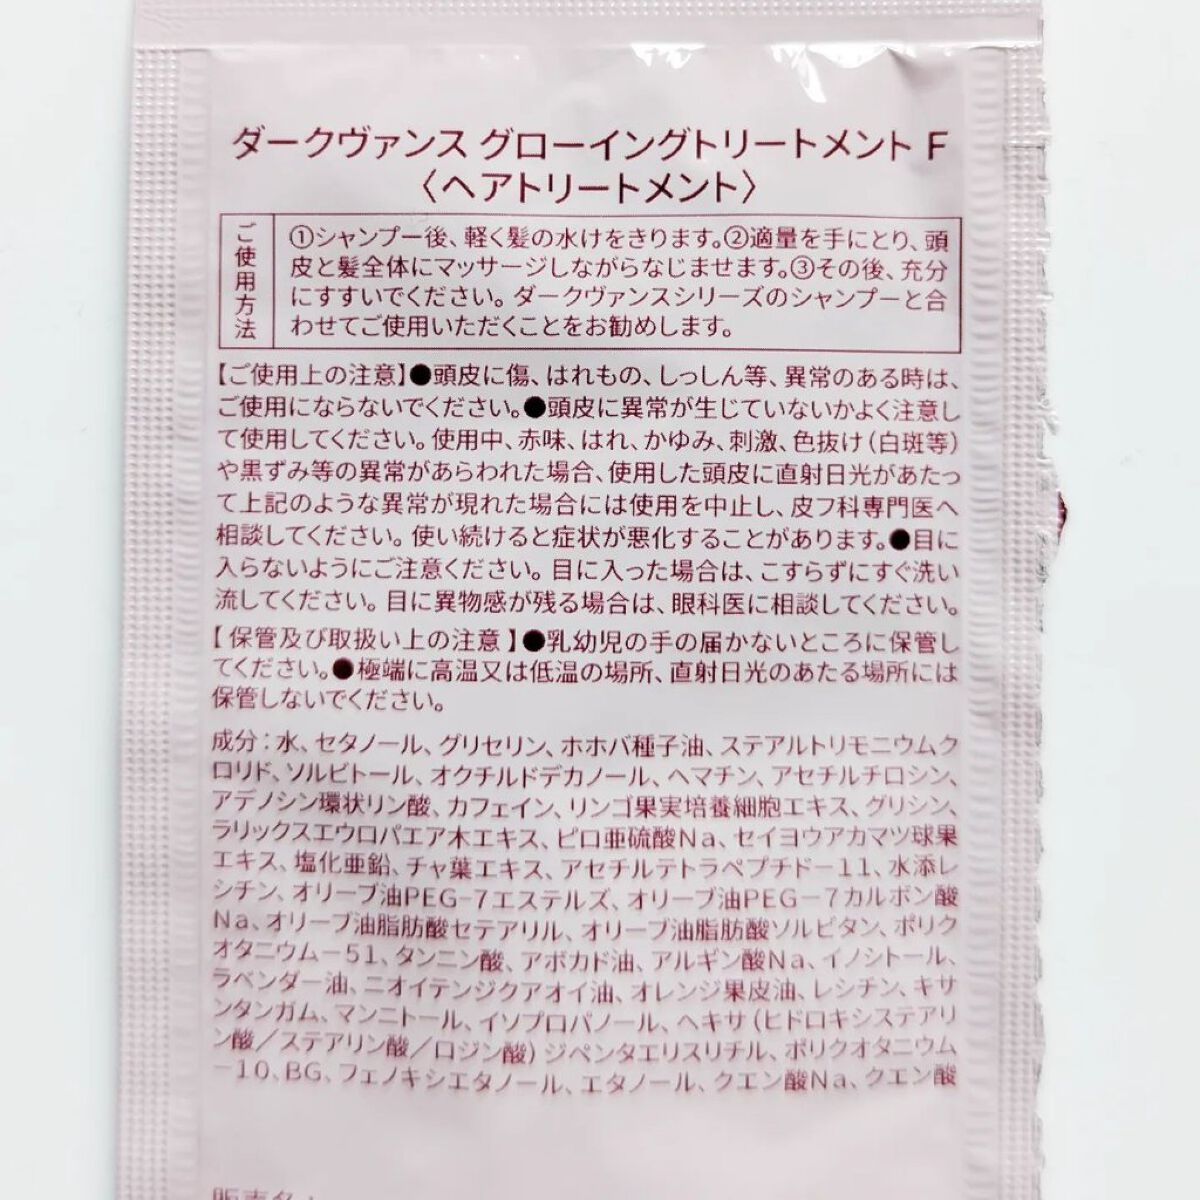 ダークヴァンス グローイングトリートメント F
〈ヘアトリートメント〉
ご使用方法
①シャンプー後、軽く髪の水けをきります。②適量を手にとり、頭
皮と髪全体にマッサージしながらなじませます。③その後、充分
にすすいでください。ダークヴァンスシリーズのシャンプーと合
わせてご使用いただくことをお勧めします。
【ご使用上の注意】●頭皮に傷、はれもの、しっしん等、異常のある時は、
ご使用にならないでください。●頭皮に異常が生じていないかよく注意し
て使用してください。使用中、赤味、はれ、かゆみ、刺激、色抜け（白斑等）
や黒ずみ等の異常があらわれた場合、使用した頭皮に直射日光があたっ
て上記のような異常が現れた場合には使用を中止し、皮フ科専門医へ
相談してください。使い続けると症状が悪化することがあります。●目に
入らないようにご注意ください。目に入った場合は、こすらずにすぐ洗い
流してください。目に異物感が残る場合は、眼科医に相談してください。
【保管及び取扱い上の注意】●乳幼児の手の届かないところに保管し
てください。●極端に高温又は低温の場所、直射日光のあたる場所には
保管しないでください。
成分：水、セタノール、グリセリン、ホホバ種子油、ステアルトリモニウムク
ロリド、ソルビトール、オクチルドデカノール、ヘマチン、アセチルチロシン、
アデノシン環状リン酸、カフェイン、リンゴ果実培養細胞エキス、グリシン、
ラリックスエウロパエア木エキス、ピロ亜硫酸Na、セイヨウアカマツ球果
エキス、塩化亜鉛、チャ葉エキス、アセチルテトラペプチドー11、水添レ
シチン、オリーブ油PEG-7エステルズ、オリーブ油PEGー7カルボン酸
Na、オリーブ油脂肪酸セテアリル、オリーブ油脂肪酸ソルビタン、ポリク
オタニウムー51、タンニン酸、アボカド油、アルギン酸Na、イノシトール、
ラベンダー油、ニオイテンジクアオイ油、オレンジ果皮油、レシチン、キサ
ンタンガム、マンニトール、イソプロパノール、ヘキサ（ヒドロキシステアリ
ン酸／ステアリン酸／ロジン酸）ジペンタエリスリチル、ポリクオタニウム
ー10、BG、フェノキシエタノール、エタノール、クエン酸Na、クエン酸